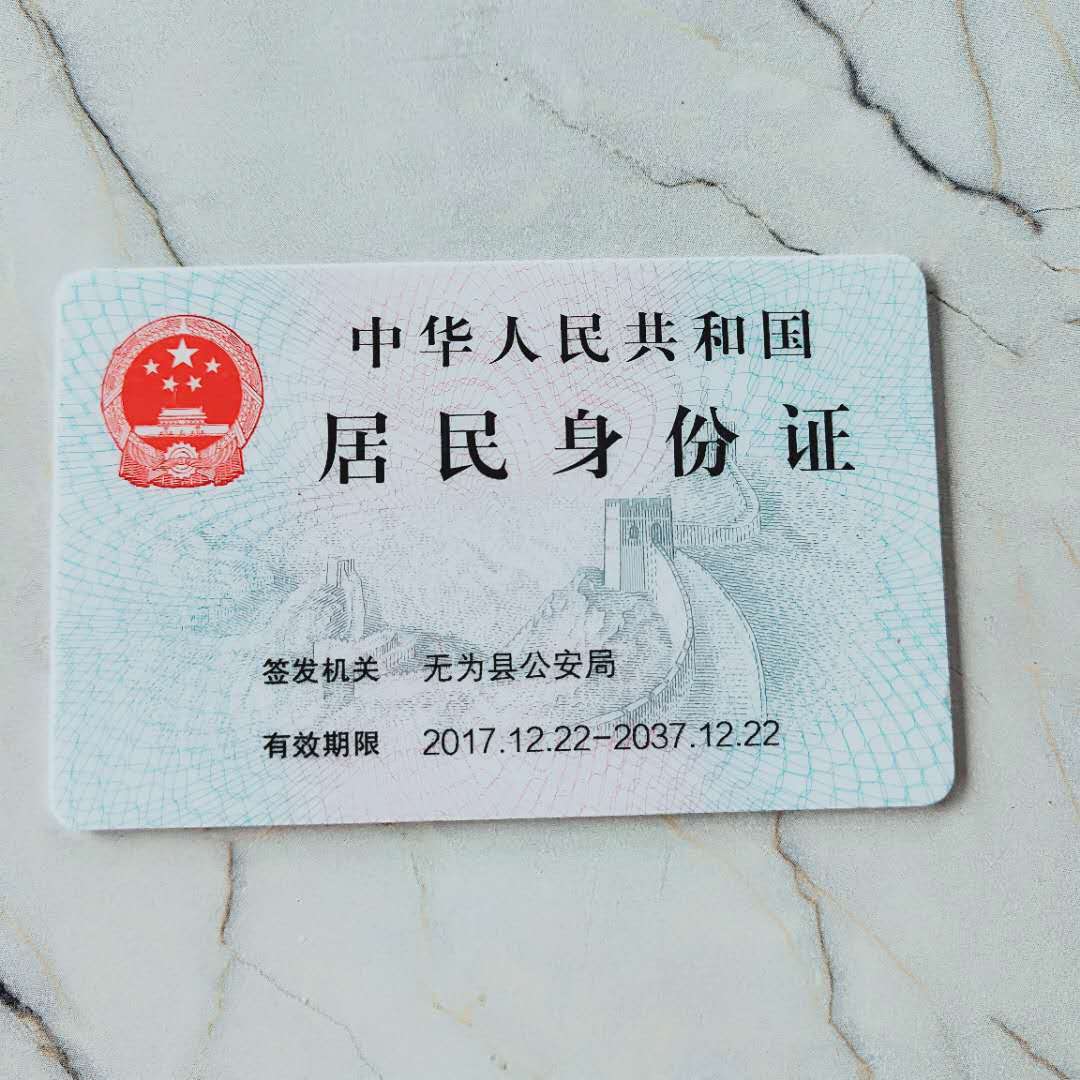 中华人民共和国
居民身份证
签发机关 无为县公安局
有效期限 2017.12.22-2037.12.22